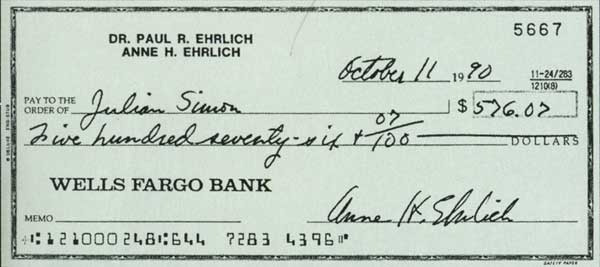 5667
DR. PAUL R. EHRLICH
ANNE H. EHRLICH
October 11 1990
11-24/283
1210(8)
PAY TO THE
ORDER OF Julian Simon $ 576.07
Five hundred seventy-six & 07/100 DOLLARS
WELLS FARGO BANK
MEMO Anne H. Ehrlich
⑆121000248⑆644 7283 4396⑈
SAFETY PAPER